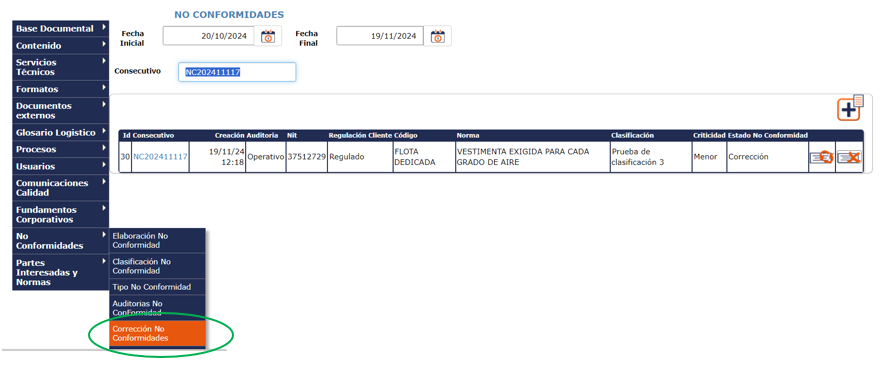 NO CONFORMIDADES
Fecha Inicial
20/10/2024
Fecha Final
19/11/2024
Consecutivo
NC202411117
Base Documental
Contenido
Servicios
Técnicos
Formatos
Documentos
externos
Glosario Logistico
Procesos
Usuarios
Comunicaciones
Calidad
Fundamentos
Corporativos
No
Conformidades
Partes
Interesadas y
Normas
Elaboración No
Conformidad
Clasificación No
Conformidad
Tipo No Conformidad
Auditorias No
Conformidad
Corrección No
Conformidades
Id Consecutivo Creación Auditoria Nit Regulación Cliente Código Norma Clasificación Criticidad Estado No Conformidad
30 NC202411117 19/11/24 12:18 Operativo 37512729 Regulado FLOTA DEDICADA VESTIMENTA EXIGIDA PARA CADA GRADO DE AIRE Prueba de clasificación 3 Menor Corrección